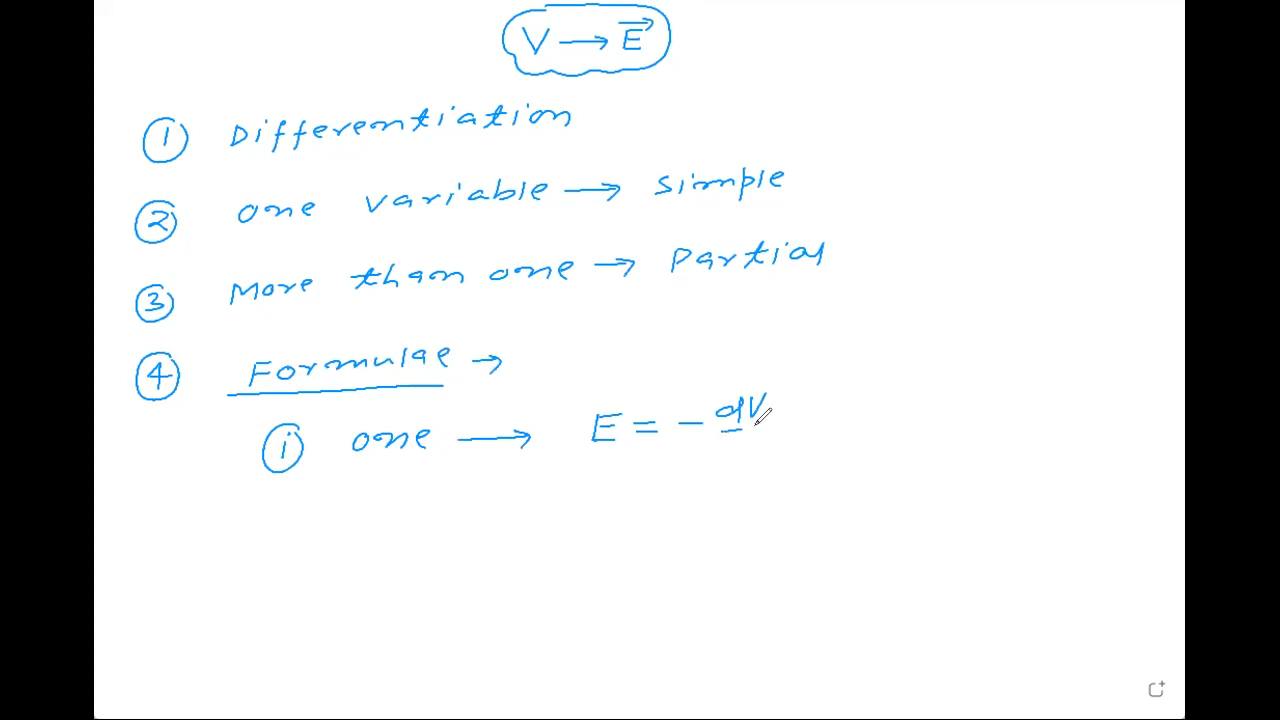 V → E⃗
① Differentiation
② one variable → simple
③ More than one → Partial
④ Formulae →
ⓘ one → E = - dV